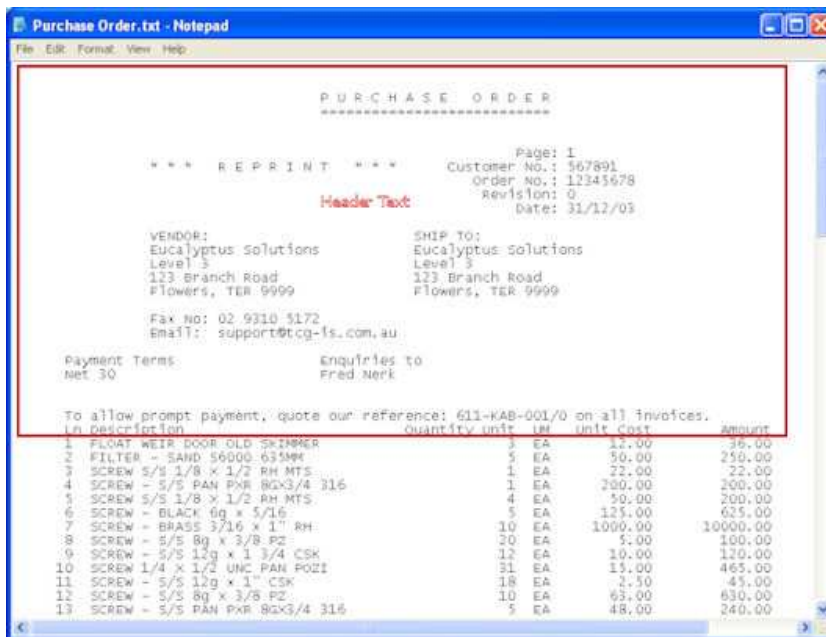 Purchase Order.txt - Notepad
File Edit Format View Help
P U R C H A S E   O R D E R
===========================
Page: 1
* * *   R E P R I N T   * * *   Customer No.: 567891
Order No.: 12345678
Header Text   Revision: 0
Date: 31/12/03
VENDOR:   SHIP TO:
Eucalyptus Solutions   Eucalyptus Solutions
Level 3   Level 3
123 Branch Road   123 Branch Road
Flowers, TER 9999   Flowers, TER 9999
Fax No: 02 9310 5172
Email:  support@tcg-is.com.au
Payment Terms   Enquiries to
Net 30   Fred Nerk
To allow prompt payment, quote our reference: 611-KAB-001/0 on all invoices.
Ln Description   Quantity Unit  UM   Unit Cost   Amount
1  FLOAT WEIR DOOR OLD SKIMMER   3  EA   12.00   36.00
2  FILTER - SAND S6000 635MM   5  EA   50.00   250.00
3  SCREW S/S 1/8 x 1/2 RH MTS   1  EA   22.00   22.00
4  SCREW - S/S PAN PXR 8Gx3/4 316   1  EA   200.00   200.00
5  SCREW S/S 1/8 x 1/2 RH MTS   4  EA   50.00   200.00
6  SCREW - BLACK 6g x 5/16   5  EA   125.00   625.00
7  SCREW - BRASS 3/16 x 1" RH   10  EA   1000.00   10000.00
8  SCREW - S/S 8g x 3/8 PZ   20  EA   5.00   100.00
9  SCREW - S/S 12g x 1 3/4 CSK   12  EA   10.00   120.00
10  SCREW 1/4 x 1/2 UNC PAN POZI   31  EA   15.00   465.00
11  SCREW - S/S 12g x 1" CSK   18  EA   2.50   45.00
12  SCREW - S/S 8g x 3/8 PZ   10  EA   63.00   630.00
13  SCREW - S/S PAN PXR 8Gx3/4 316   5  EA   48.00   240.00